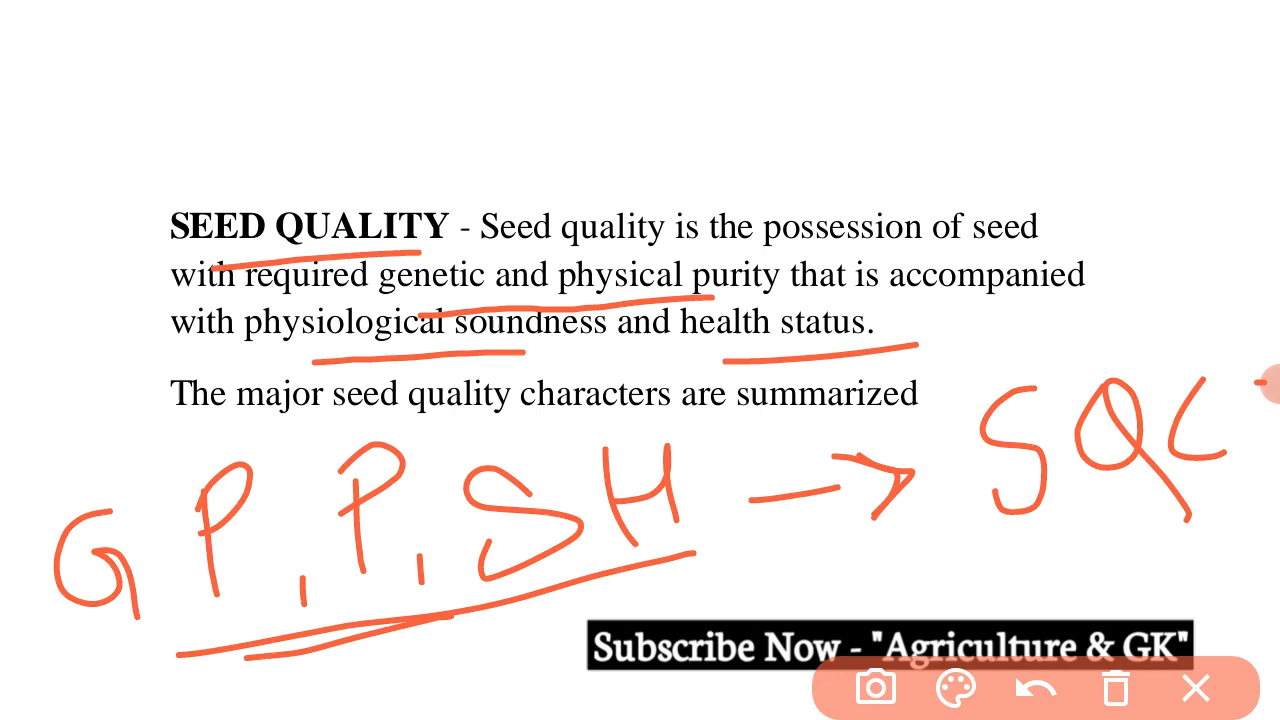 SEED QUALITY - Seed quality is the possession of seed
with required genetic and physical purity that is accompanied
with physiological soundness and health status.
The major seed quality characters are summarized
GP, P, SH → SQC
Subscribe Now - "Agriculture & GK"